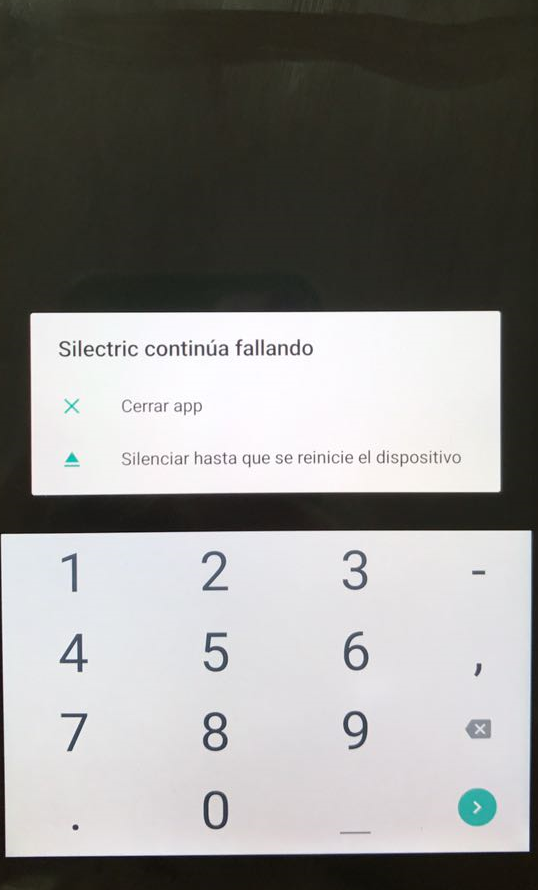 Silectric continúa fallando
Cerrar app
Silenciar hasta que se reinicie el dispositivo
1 2 3 -
4 5 6 ,
7 8 9
. 0 _